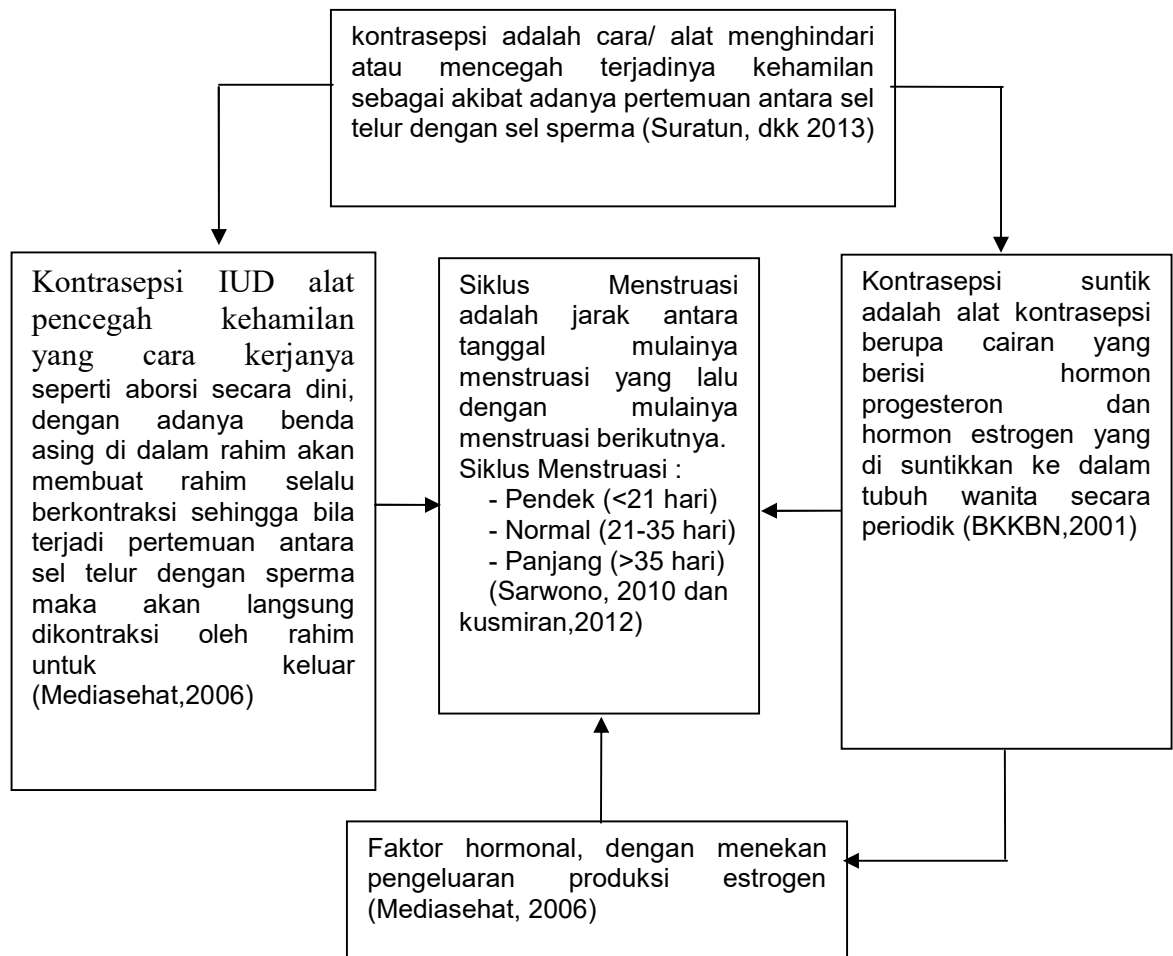 kontrasepsi adalah cara/ alat menghindari
atau mencegah terjadinya kehamilan
sebagai akibat adanya pertemuan antara sel
telur dengan sel sperma (Suratun, dkk 2013)
Kontrasepsi IUD alat
pencegah kehamilan
yang cara kerjanya
seperti aborsi secara dini,
dengan adanya benda
asing di dalam rahim akan
membuat rahim selalu
berkontraksi sehingga bila
terjadi pertemuan antara
sel telur dengan sperma
maka akan langsung
dikontraksi oleh rahim
untuk keluar
(Mediasehat,2006)
Siklus Menstruasi
adalah jarak antara
tanggal mulainya
menstruasi yang lalu
dengan mulainya
menstruasi berikutnya.
Siklus Menstruasi :
- Pendek (<21 hari)
- Normal (21-35 hari)
- Panjang (>35 hari)
(Sarwono, 2010 dan
kusmiran,2012)
Kontrasepsi suntik
adalah alat kontrasepsi
berupa cairan yang
berisi hormon
progesteron dan
hormon estrogen yang
di suntikkan ke dalam
tubuh wanita secara
periodik (BKKBN,2001)
Faktor hormonal, dengan menekan
pengeluaran produksi estrogen
(Mediasehat, 2006)